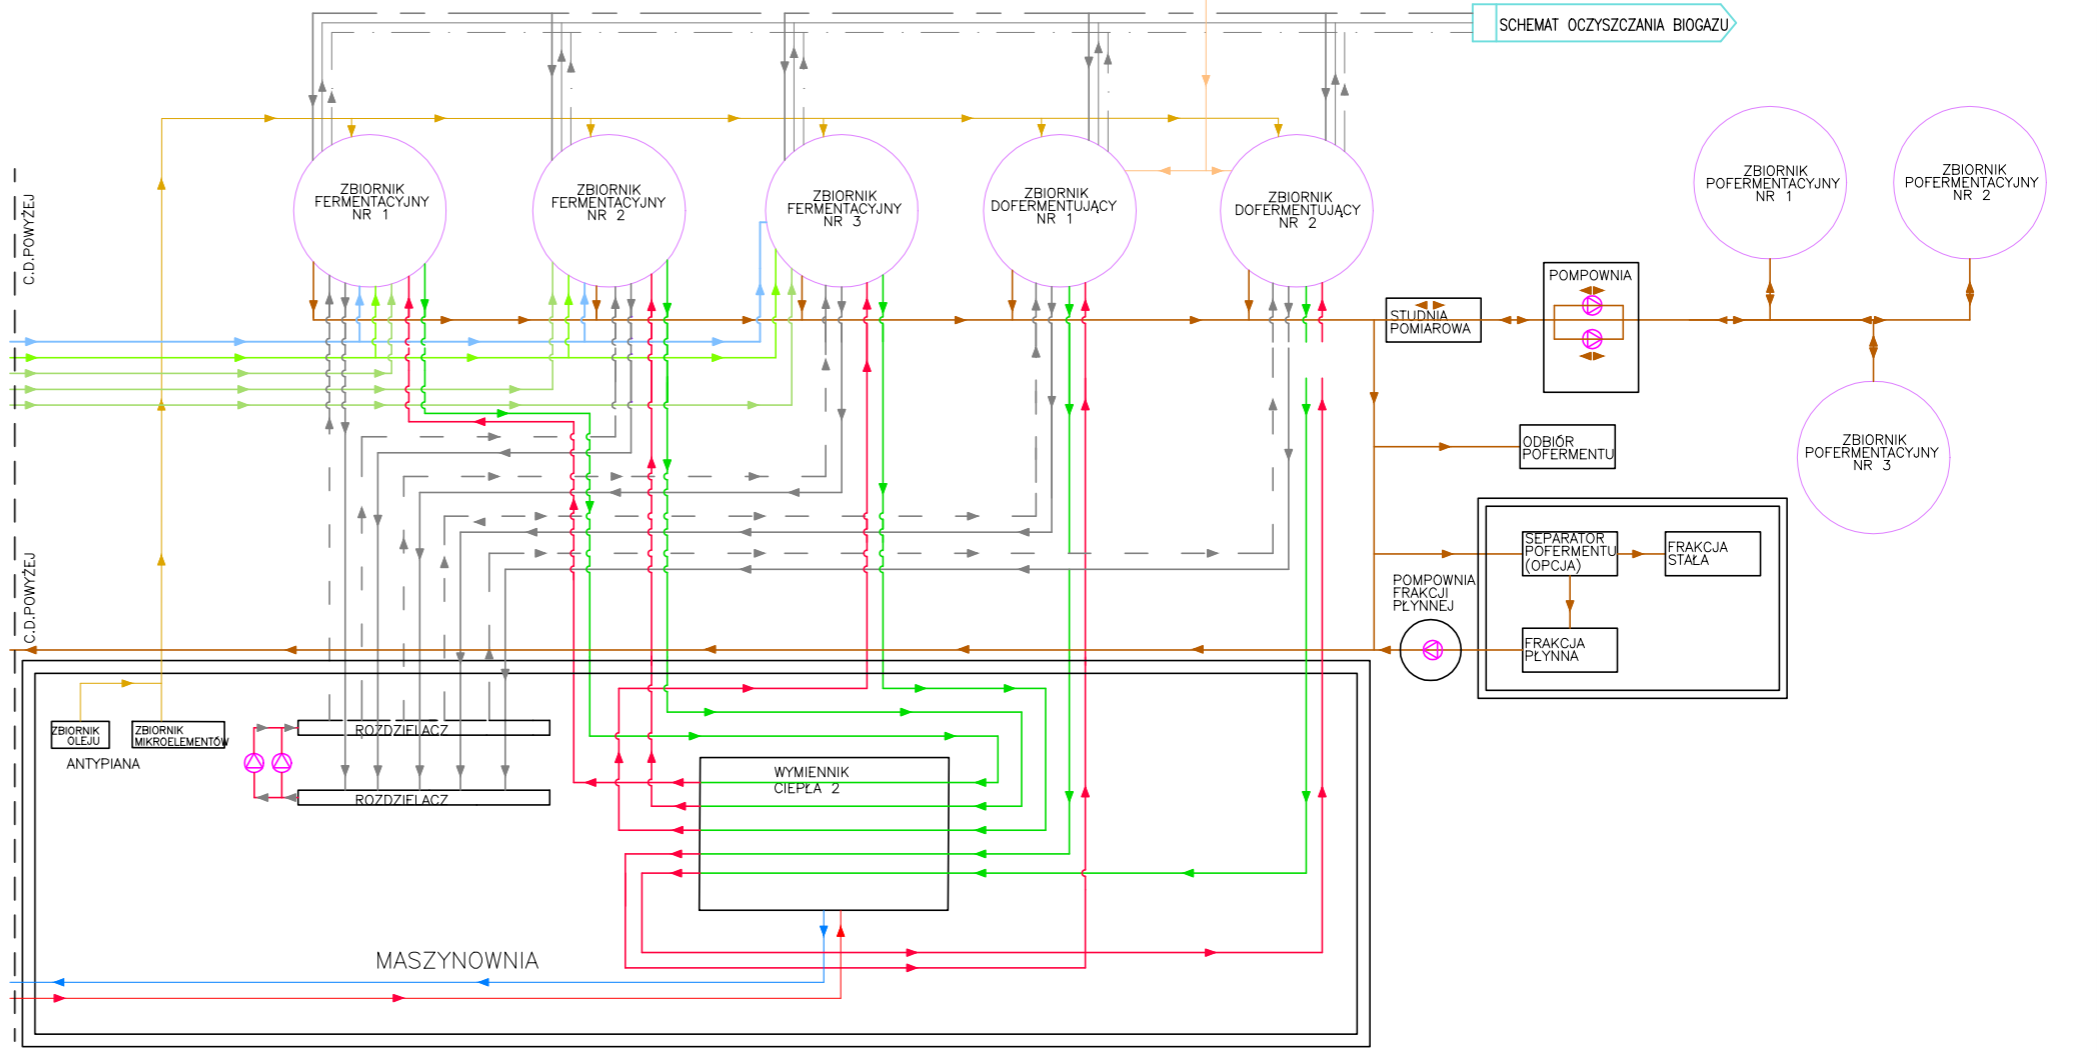 SCHEMAT OCZYSZCZANIA BIOGAZU
C.D.POWYŻEJ
ZBIORNIK
FERMENTACYJNY
NR 1
ZBIORNIK
FERMENTACYJNY
NR 2
ZBIORNIK
FERMENTACYJNY
NR 3
ZBIORNIK
DOFERMENTUJĄCY
NR 1
ZBIORNIK
DOFERMENTUJĄCY
NR 2
ZBIORNIK
POFERMENTACYJNY
NR 1
ZBIORNIK
POFERMENTACYJNY
NR 2
POMPOWNIA
STUDNIA
POMIAROWA
ZBIORNIK
POFERMENTACYJNY
NR 3
ODBIÓR
POFERMENTU
C.D.POWYŻEJ
SEPARATOR
POFERMENTU
(OPCJA)
FRAKCJA
STAŁA
POMPOWNIA
FRAKCJI
PŁYNNEJ
FRAKCJA
PŁYNNA
ZBIORNIK
OLEJU
ZBIORNIK
MIKROELEMENTÓW
ANTYPIANA
ROZDZIELACZ
ROZDZIELACZ
WYMIENNIK
CIEPŁA 2
MASZYNOWNIA